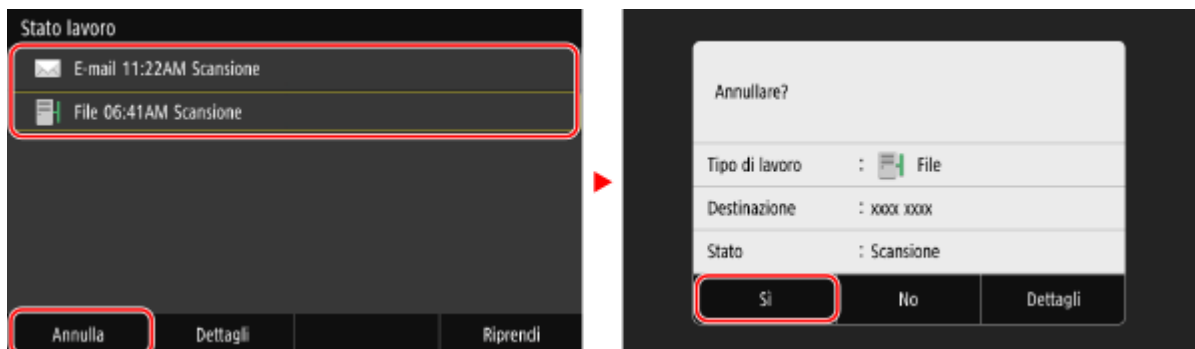 Stato lavoro
E-mail 11:22AM Scansione
File 06:41AM Scansione
Annulla Dettagli Riprendi
Annullare?
Tipo di lavoro : File
Destinazione : xxxx xxxx
Stato : Scansione
Sì No Dettagli